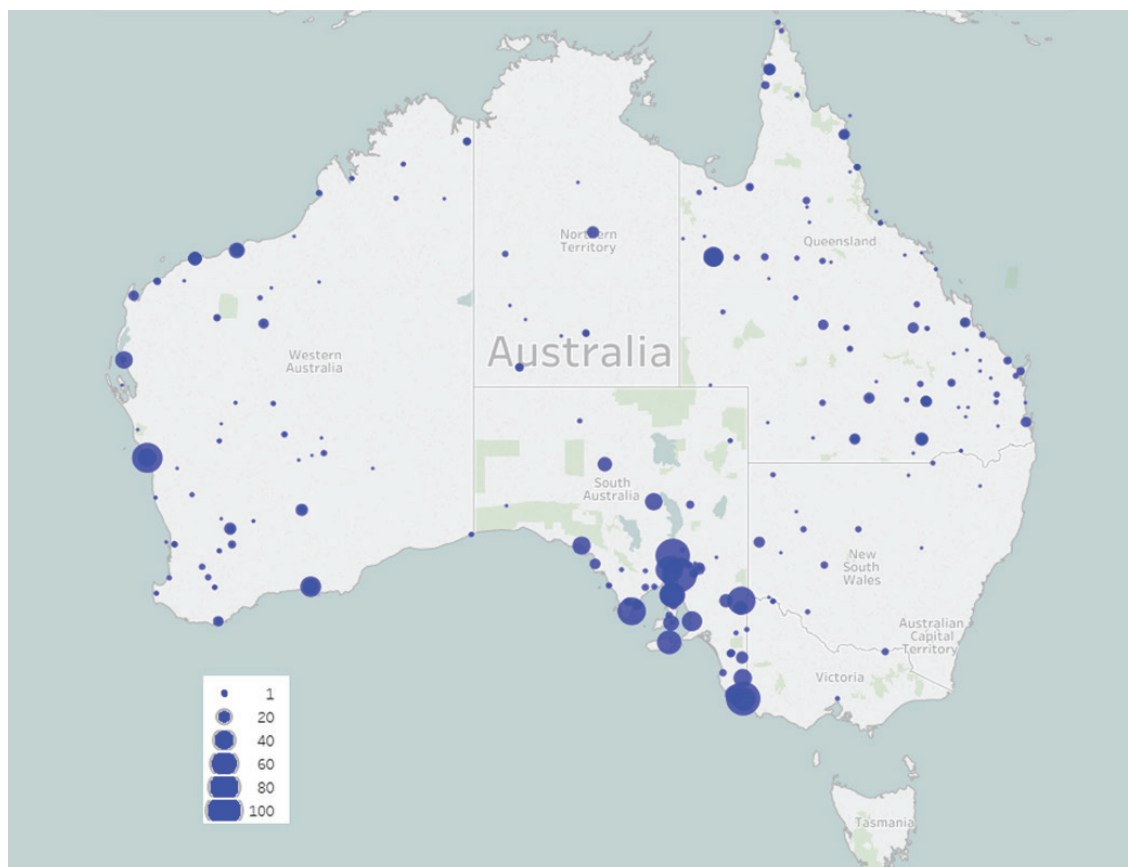 Northern
Territory
Queensland
Australia
Western
Australia
South
Australia
New
South
Wales
Australian
Capital
Territory
Victoria
Tasmania
1
20
40
60
80
100